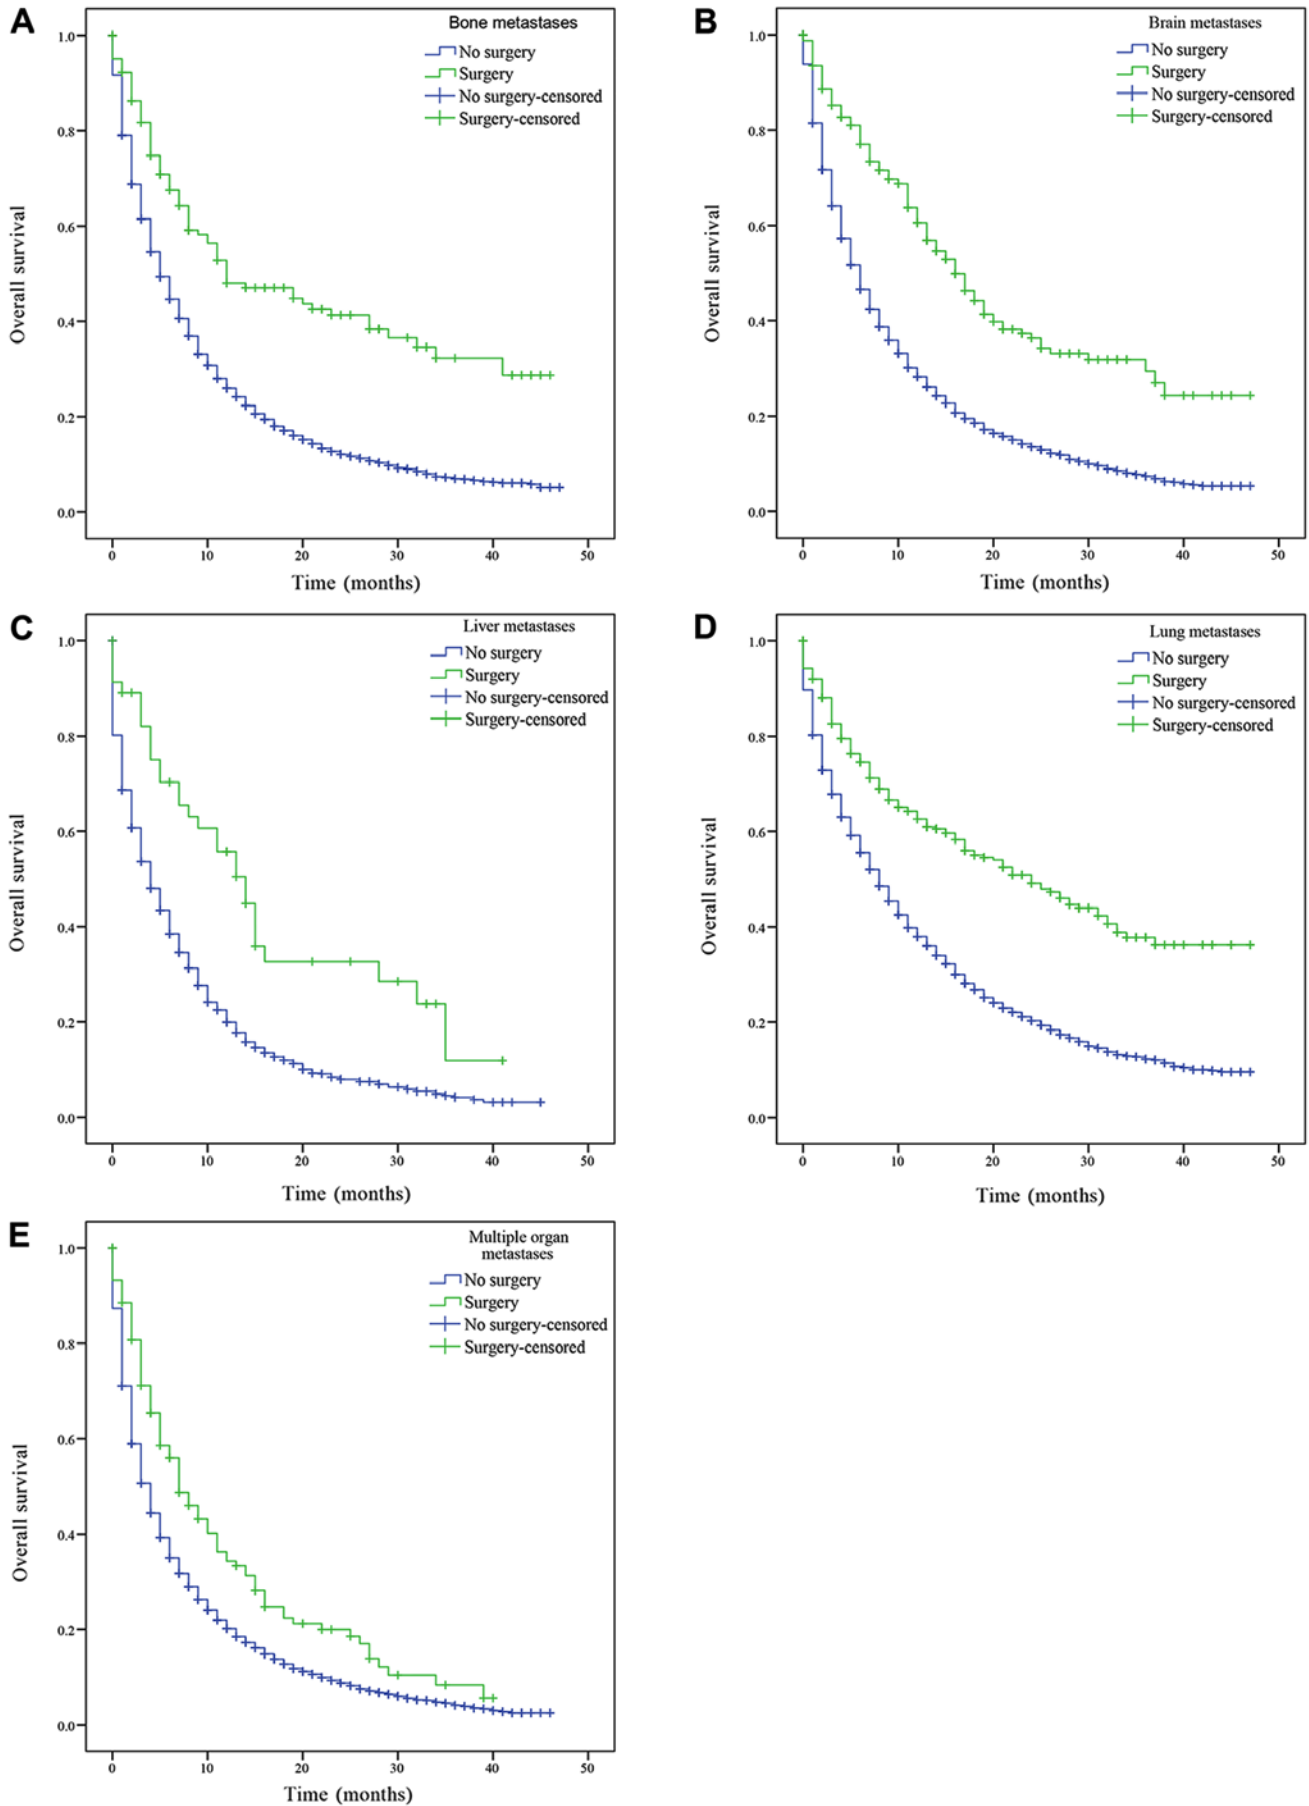 A
Bone metastases
No surgery
Surgery
No surgery-censored
Surgery-censored
Overall survival
1.0
0.8
0.6
0.4
0.2
0.0
0 10 20 30 40 50
Time (months)
B
Brain metastases
No surgery
Surgery
No surgery-censored
Surgery-censored
Overall survival
1.0
0.8
0.6
0.4
0.2
0.0
0 10 20 30 40 50
Time (months)
C
Liver metastases
No surgery
Surgery
No surgery-censored
Surgery-censored
Overall survival
1.0
0.8
0.6
0.4
0.2
0.0
0 10 20 30 40 50
Time (months)
D
Lung metastases
No surgery
Surgery
No surgery-censored
Surgery-censored
Overall survival
1.0
0.8
0.6
0.4
0.2
0.0
0 10 20 30 40 50
Time (months)
E
Multiple organ
metastases
No surgery
Surgery
No surgery-censored
Surgery-censored
Overall survival
1.0
0.8
0.6
0.4
0.2
0.0
0 10 20 30 40 50
Time (months)